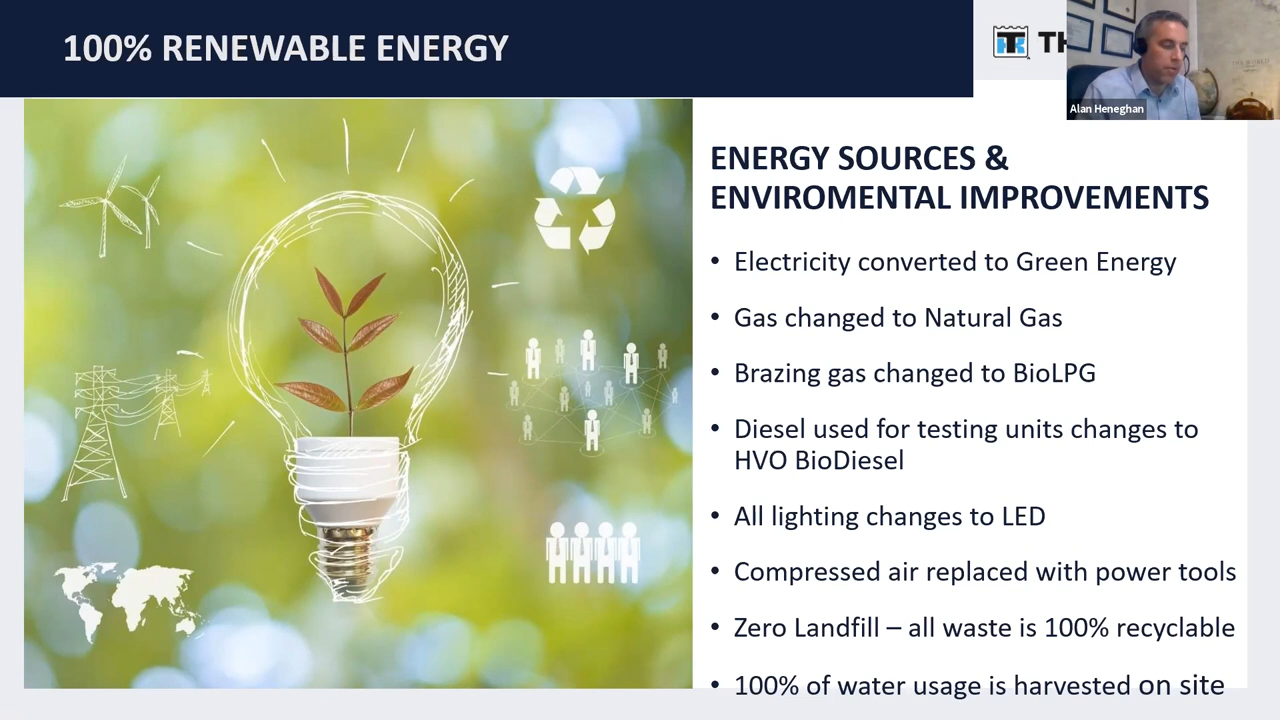 100% RENEWABLE ENERGY
TH
Alan Heneghan
ENERGY SOURCES &
ENVIROMENTAL IMPROVEMENTS
• Electricity converted to Green Energy
• Gas changed to Natural Gas
• Brazing gas changed to BioLPG
• Diesel used for testing units changes to
HVO BioDiesel
• All lighting changes to LED
• Compressed air replaced with power tools
• Zero Landfill – all waste is 100% recyclable
• 100% of water usage is harvested on site